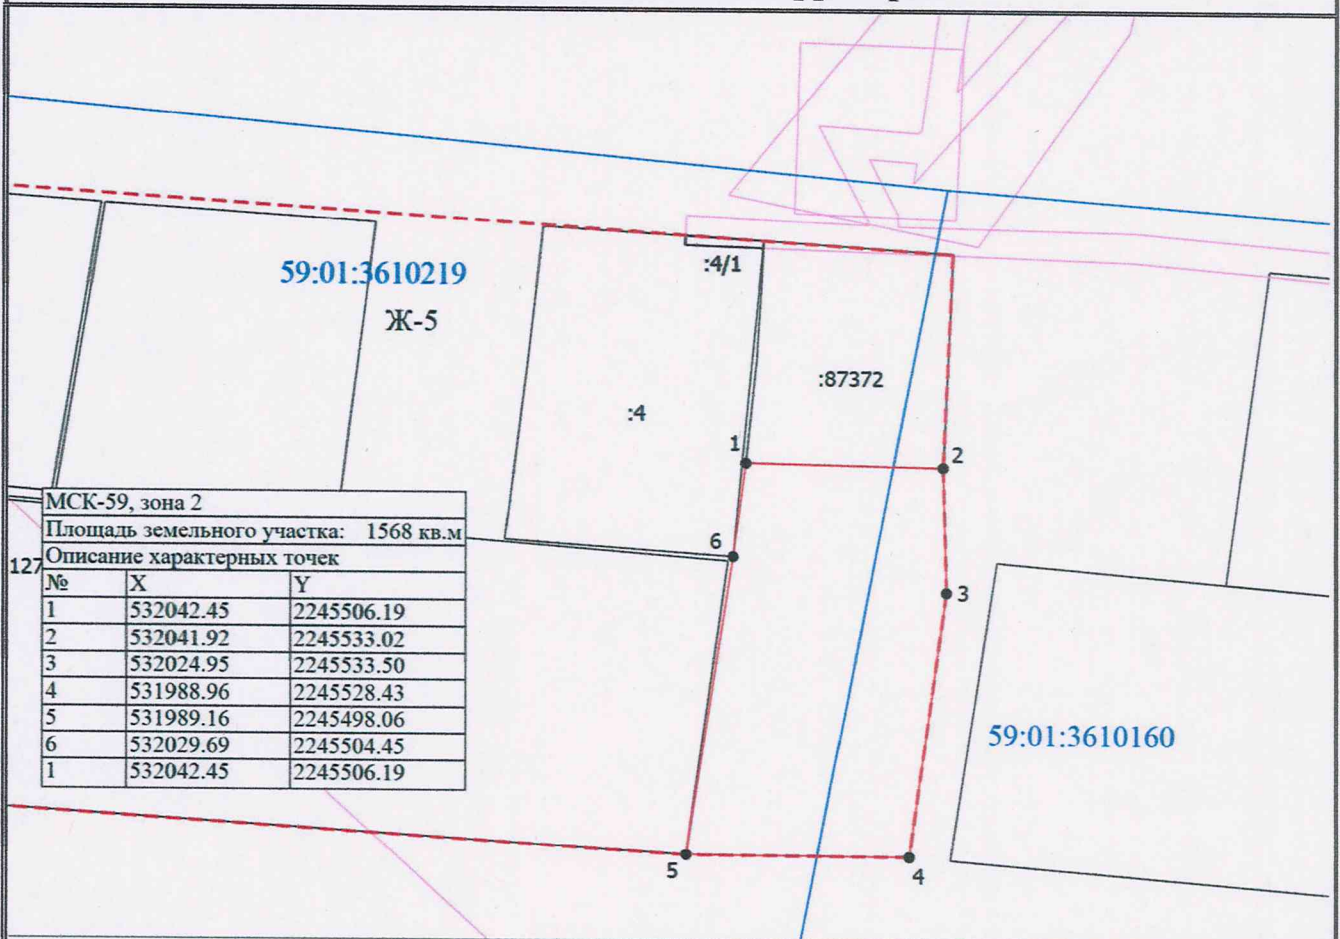 59:01:3610219
Ж-5
:4/1
:87372
:4
1
2
6
3
5
4
127
59:01:3610160
МСК-59, зона 2
Площадь земельного участка: 1568 кв.м
Описание характерных точек
№ X Y
1 532042.45 2245506.19
2 532041.92 2245533.02
3 532024.95 2245533.50
4 531988.96 2245528.43
5 531989.16 2245498.06
6 532029.69 2245504.45
1 532042.45 2245506.19